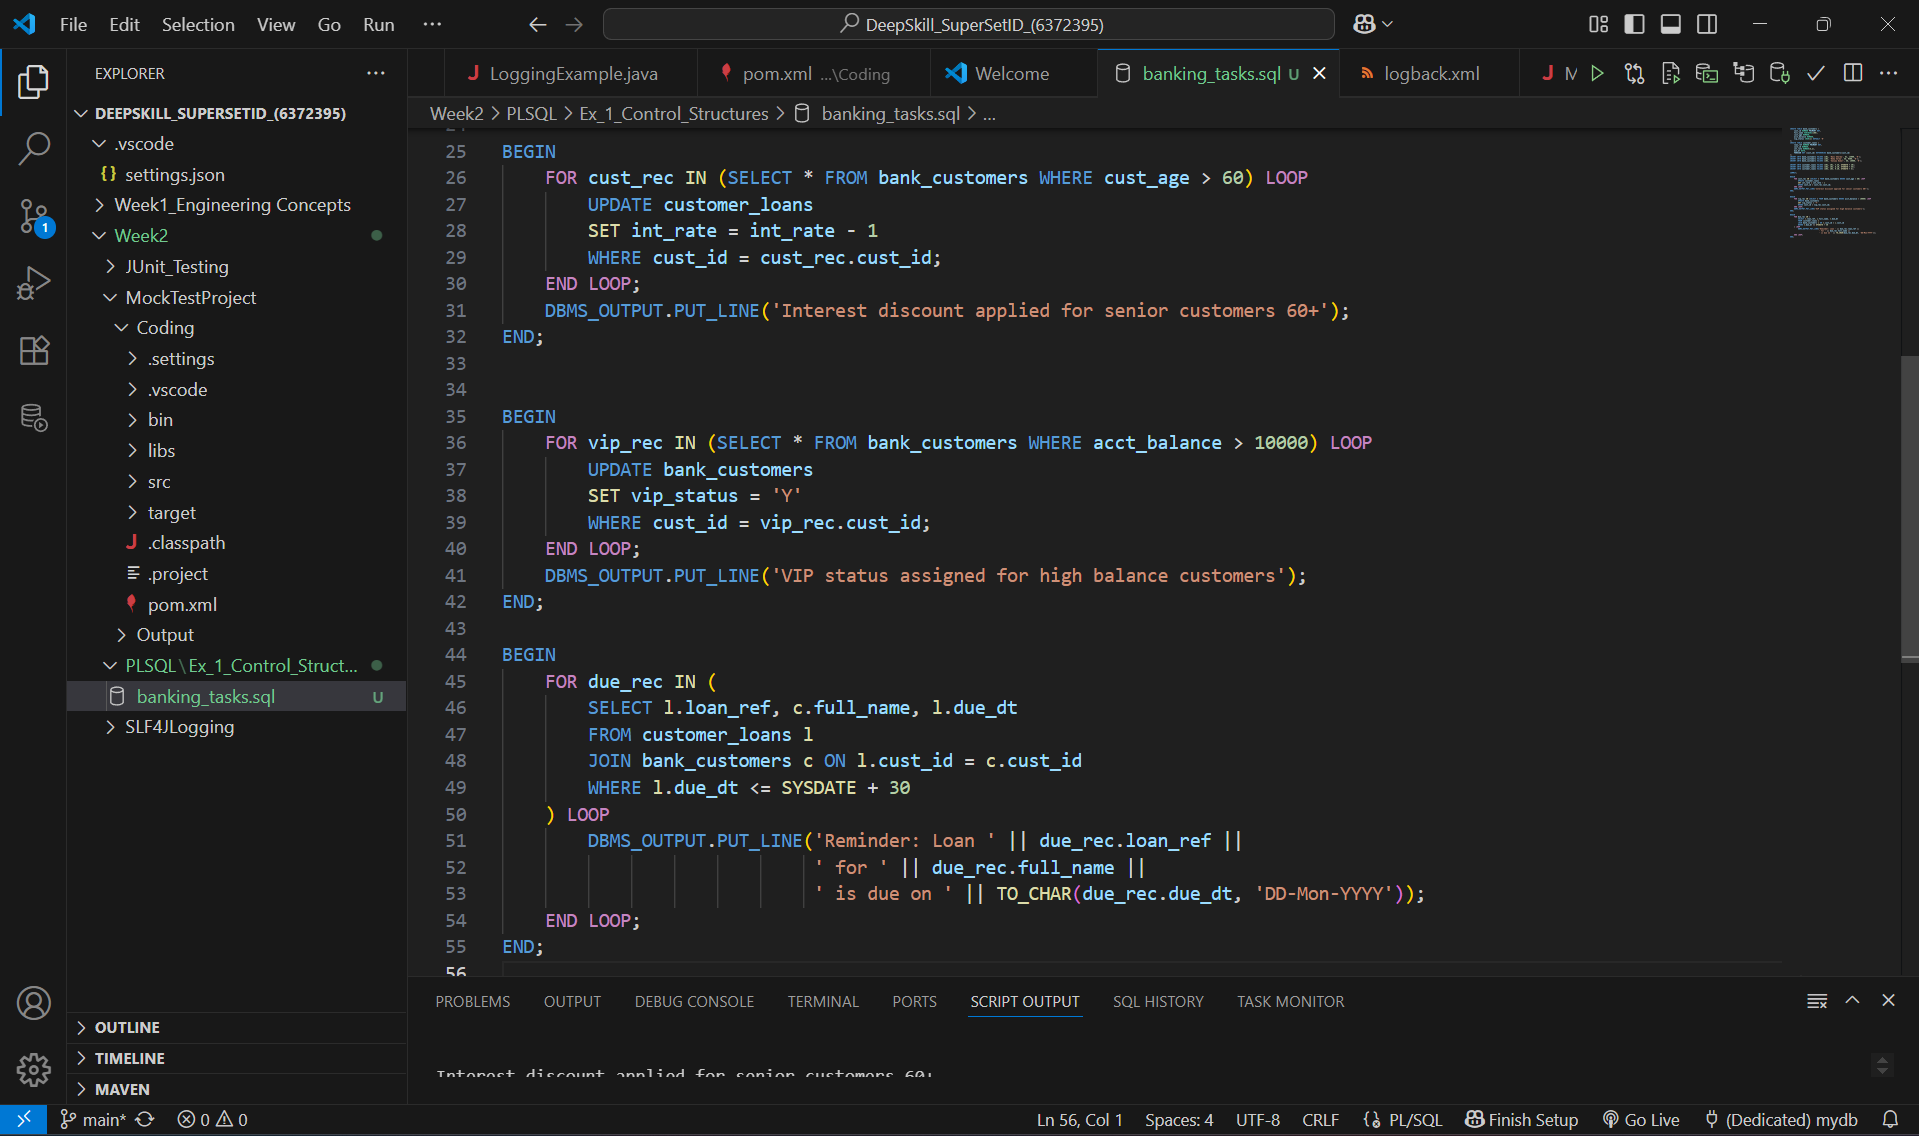 File Edit Selection View Go Run ···
DeepSkill_SuperSetID_(6372395)
EXPLORER
DEEPSKILL_SUPERSETID_(6372395)
.vscode
{} settings.json
Week1_Engineering Concepts
Week2
JUnit_Testing
MockTestProject
Coding
.settings
.vscode
bin
libs
src
target
J .classpath
.project
pom.xml
Output
PLSQL\Ex_1_Control_Struct...
banking_tasks.sql U
SLF4JLogging
OUTLINE
TIMELINE
MAVEN
1
J LoggingExample.java
pom.xml ...\Coding
Welcome
banking_tasks.sql U
logback.xml
J
Week2 > PLSQL > Ex_1_Control_Structures > banking_tasks.sql > ...
25 BEGIN
26 FOR cust_rec IN (SELECT * FROM bank_customers WHERE cust_age > 60) LOOP
27 UPDATE customer_loans
28 SET int_rate = int_rate - 1
29 WHERE cust_id = cust_rec.cust_id;
30 END LOOP;
31 DBMS_OUTPUT.PUT_LINE('Interest discount applied for senior customers 60+');
32 END;
33
34
35 BEGIN
36 FOR vip_rec IN (SELECT * FROM bank_customers WHERE acct_balance > 10000) LOOP
37 UPDATE bank_customers
38 SET vip_status = 'Y'
39 WHERE cust_id = vip_rec.cust_id;
40 END LOOP;
41 DBMS_OUTPUT.PUT_LINE('VIP status assigned for high balance customers');
42 END;
43
44 BEGIN
45 FOR due_rec IN (
46 SELECT l.loan_ref, c.full_name, l.due_dt
47 FROM customer_loans l
48 JOIN bank_customers c ON l.cust_id = c.cust_id
49 WHERE l.due_dt <= SYSDATE + 30
50 ) LOOP
51 DBMS_OUTPUT.PUT_LINE('Reminder: Loan ' || due_rec.loan_ref ||
52 ' for ' || due_rec.full_name ||
53 ' is due on ' || TO_CHAR(due_rec.due_dt, 'DD-Mon-YYYY'));
54 END LOOP;
55 END;
56
PROBLEMS OUTPUT DEBUG CONSOLE TERMINAL PORTS SCRIPT OUTPUT SQL HISTORY TASK MONITOR
Interest discount applied for senior customers 60+
main* 0 0 Ln 56, Col 1 Spaces: 4 UTF-8 CRLF PL/SQL Finish Setup Go Live (Dedicated) mydb